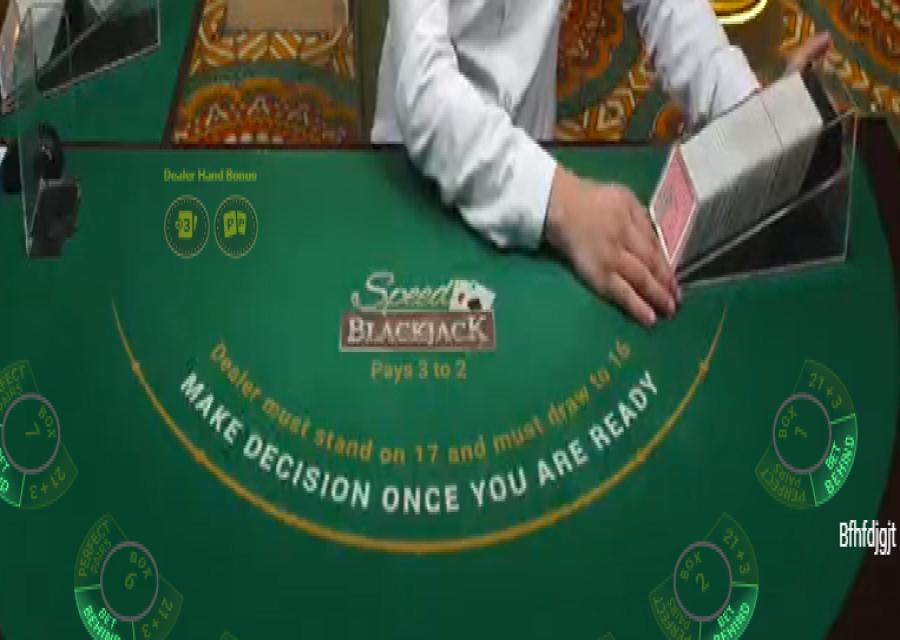 Dealer Hand Bonus
Speed
BLACKJACK
Pays 3 to 2
Dealer must stand on 17 and must draw to 16
MAKE DECISION ONCE YOU ARE READY
PERFECT
PAIRS
BOX
7
21+3
21+3
BOX
BET
BEHIND
PERFECT
PAIRS
Bfhfdjgjt
PERFECT
PAIRS
BOX
6
21+3
BET
BEHIND
21+3
BOX
2
BET
BEHIND
PERFECT
PAIRS